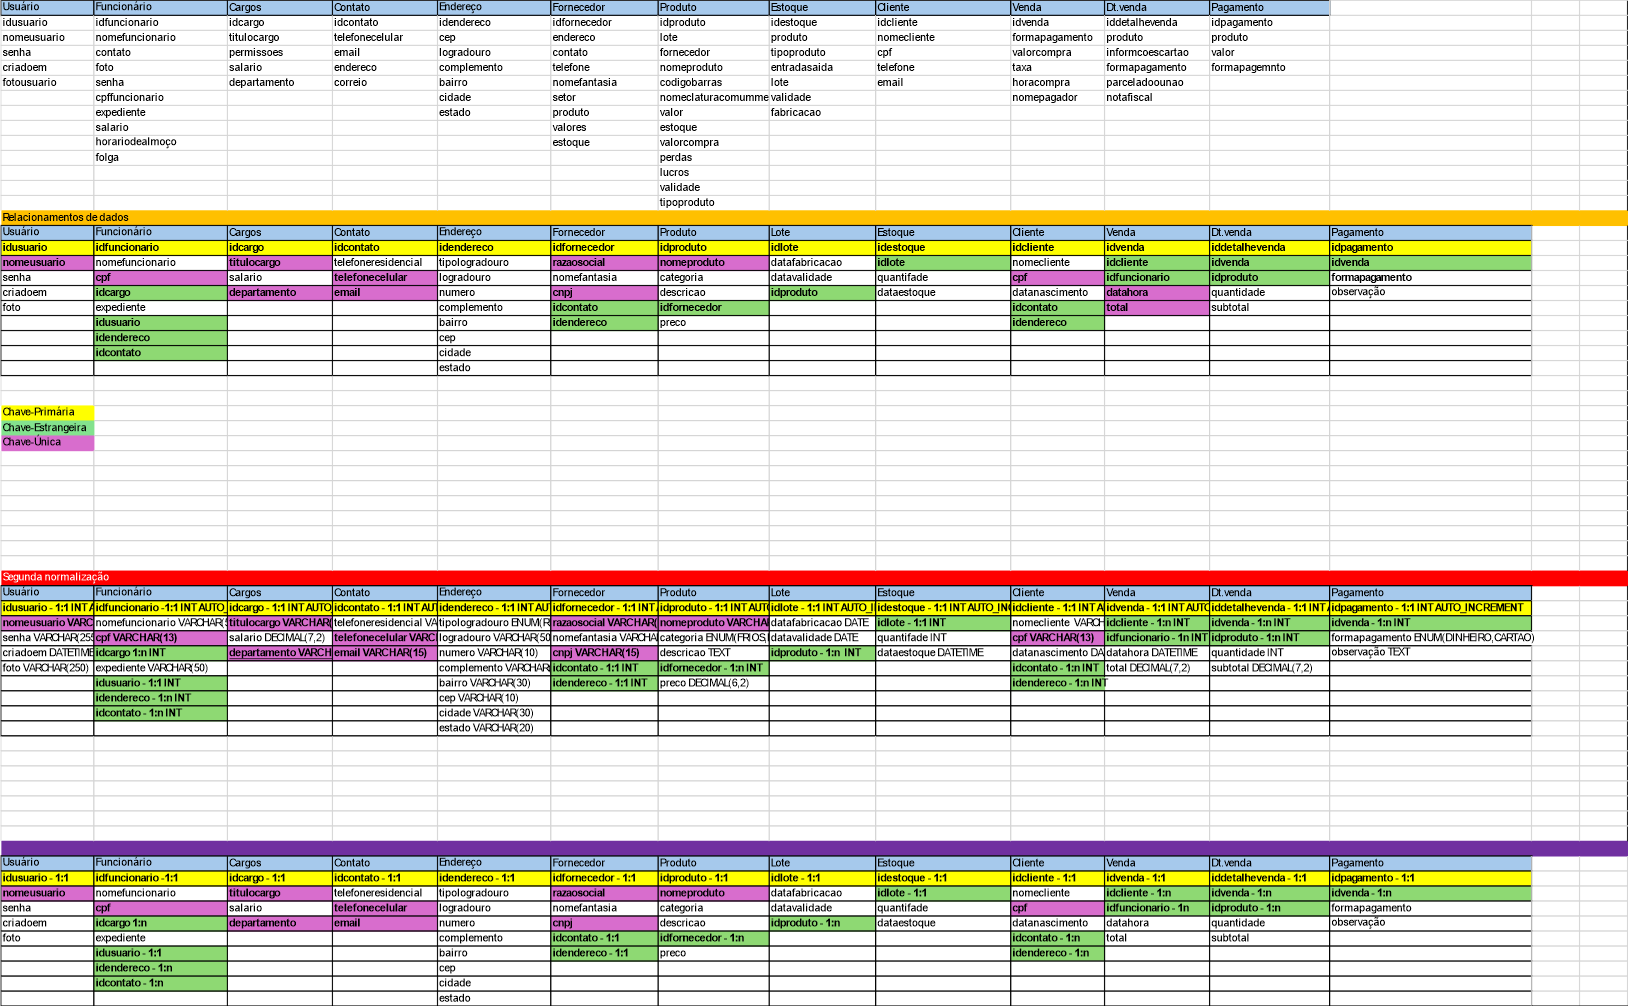 Usuário Funcionário Cargos Contato Endereço Fornecedor Produto Estoque Cliente Venda Dt.venda Pagamento
idusuario idfuncionario idcargo idcontato idendereco idfornecedor idproduto idestoque idcliente idvenda iddetalhevenda idpagamento
nomeusuario nomefuncionario titulocargo telefonecelular cep endereco lote produto nomecliente formapagamento produto produto
senha contato permissoes email logradouro contato fornecedor tipoproduto cpf valorcompra informcoescartao valor
criadoem foto salario endereco complemento telefone nomeproduto entradasaida telefone taxa formapagamento formapagemnto
fotousuario senha departamento correio bairro nomefantasia codigobarras lote email horacompra parceladoounao
cpffuncionario cidade setor nomeclaturacomumme validade nomepagador notafiscal
expediente estado produto valor fabricacao
salario valores estoque
horariodealmoço estoque valorcompra
folga perdas
lucros
validade
tipoproduto
Relacionamentos de dados
Usuário Funcionário Cargos Contato Endereço Fornecedor Produto Lote Estoque Cliente Venda Dt.venda Pagamento
idusuario idfuncionario idcargo idcontato idendereco idfornecedor idproduto idlote idestoque idcliente idvenda iddetalhevenda idpagamento
nomeusuario nomefuncionario titulocargo telefoneresidencial tipologradouro razaosocial nomeproduto datafabricacao idlote nomecliente idcliente idvenda idvenda
senha cpf salario telefonecelular logradouro nomefantasia categoria datavalidade quantifade cpf idfuncionario idproduto formapagamento
criadoem idcargo departamento email numero cnpj descricao idproduto dataestoque datanascimento datahora quantidade observação
foto expediente complemento idcontato idfornecedor idcontato total subtotal
idusuario bairro idendereco preco idendereco
idendereco cep
idcontato cidade
estado
Chave-Primária
Chave-Estrangeira
Chave-Única
Segunda normalização
Usuário Funcionário Cargos Contato Endereço Fornecedor Produto Lote Estoque Cliente Venda Dt.venda Pagamento
idusuario - 1:1 INT A idfuncionario -1:1 INT AUTO_ idcargo - 1:1 INT AUTO idcontato - 1:1 INT AUT idendereco - 1:1 INT AU idfornecedor - 1:1 INT idproduto - 1:1 INT AUT idlote - 1:1 INT AUTO_I idestoque - 1:1 INT AUTO_IN idcliente - 1:1 INT A idvenda - 1:1 INT AUTO iddetalhevenda - 1:1 INT idpagamento - 1:1 INT AUTO_INCREMENT
nomeusuario VARC nomefuncionario VARCHAR( titulocargo VARCHAR( telefoneresidencial VA tipologradouro ENUM(R razaosocial VARCHAR( nomeproduto VARCHA datafabricacao DATE idlote - 1:1 INT nomecliente VARCH idcliente - 1:n INT idvenda - 1:n INT idvenda - 1:n INT
senha VARCHAR(255 cpf VARCHAR(13) salario DECIMAL(7,2) telefonecelular VARC logradouro VARCHAR(50 nomefantasia VARCHA categoria ENUM(FRIOS, datavalidade DATE quantifade INT cpf VARCHAR(13) idfuncionario - 1:n INT idproduto - 1:n INT formapagamento ENUM(DINHEIRO,CARTAO)
criadoem DATETIME idcargo 1:n INT departamento VARCH email VARCHAR(15) numero VARCHAR(10) cnpj VARCHAR(15) descricao TEXT idproduto - 1:n INT dataestoque DATETIME datanascimento DA datahora DATETIME quantidade INT observação TEXT
foto VARCHAR(250) expediente VARCHAR(50) complemento VARCHAR idcontato - 1:1 INT idfornecedor - 1:n INT idcontato - 1:n INT total DECIMAL(7,2) subtotal DECIMAL(7,2)
idusuario - 1:1 INT bairro VARCHAR(30) idendereco - 1:1 INT preco DECIMAL(6,2) idendereco - 1:n INT
idendereco - 1:n INT cep VARCHAR(10)
idcontato - 1:n INT cidade VARCHAR(30)
estado VARCHAR(20)
Usuário Funcionário Cargos Contato Endereço Fornecedor Produto Lote Estoque Cliente Venda Dt.venda Pagamento
idusuario - 1:1 idfuncionario -1:1 idcargo - 1:1 idcontato - 1:1 idendereco - 1:1 idfornecedor - 1:1 idproduto - 1:1 idlote - 1:1 idestoque - 1:1 idcliente - 1:1 idvenda - 1:1 iddetalhevenda - 1:1 idpagamento - 1:1
nomeusuario nomefuncionario titulocargo telefoneresidencial tipologradouro razaosocial nomeproduto datafabricacao idlote - 1:1 nomecliente idcliente - 1:n idvenda - 1:n idvenda - 1:n
senha cpf salario telefonecelular logradouro nomefantasia categoria datavalidade quantifade cpf idfuncionario - 1:n idproduto - 1:n formapagamento
criadoem idcargo 1:n departamento email numero cnpj descricao idproduto - 1:n dataestoque datanascimento datahora quantidade observação
foto expediente complemento idcontato - 1:1 idfornecedor - 1:n idcontato - 1:n total subtotal
idusuario - 1:1 bairro idendereco - 1:1 preco idendereco - 1:n
idendereco - 1:n cep
idcontato - 1:n cidade
estado